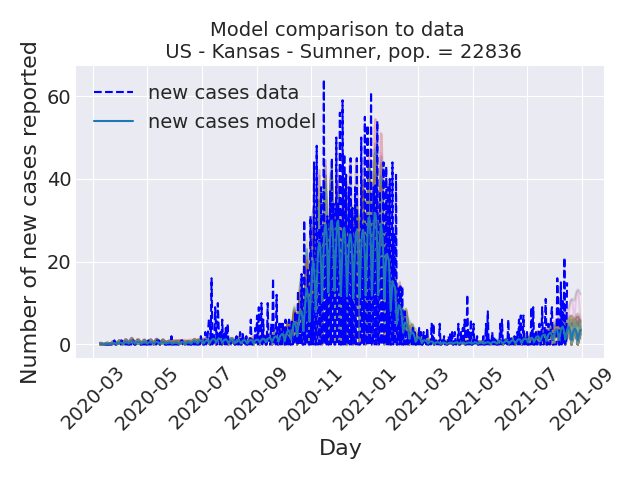 Model comparison to data
US - Kansas - Sumner, pop. = 22836
Number of new cases reported
60
40
20
0
new cases data
new cases model
2020-03
2020-05
2020-07
2020-09
2020-11
2021-01
2021-03
2021-05
2021-07
2021-09
Day